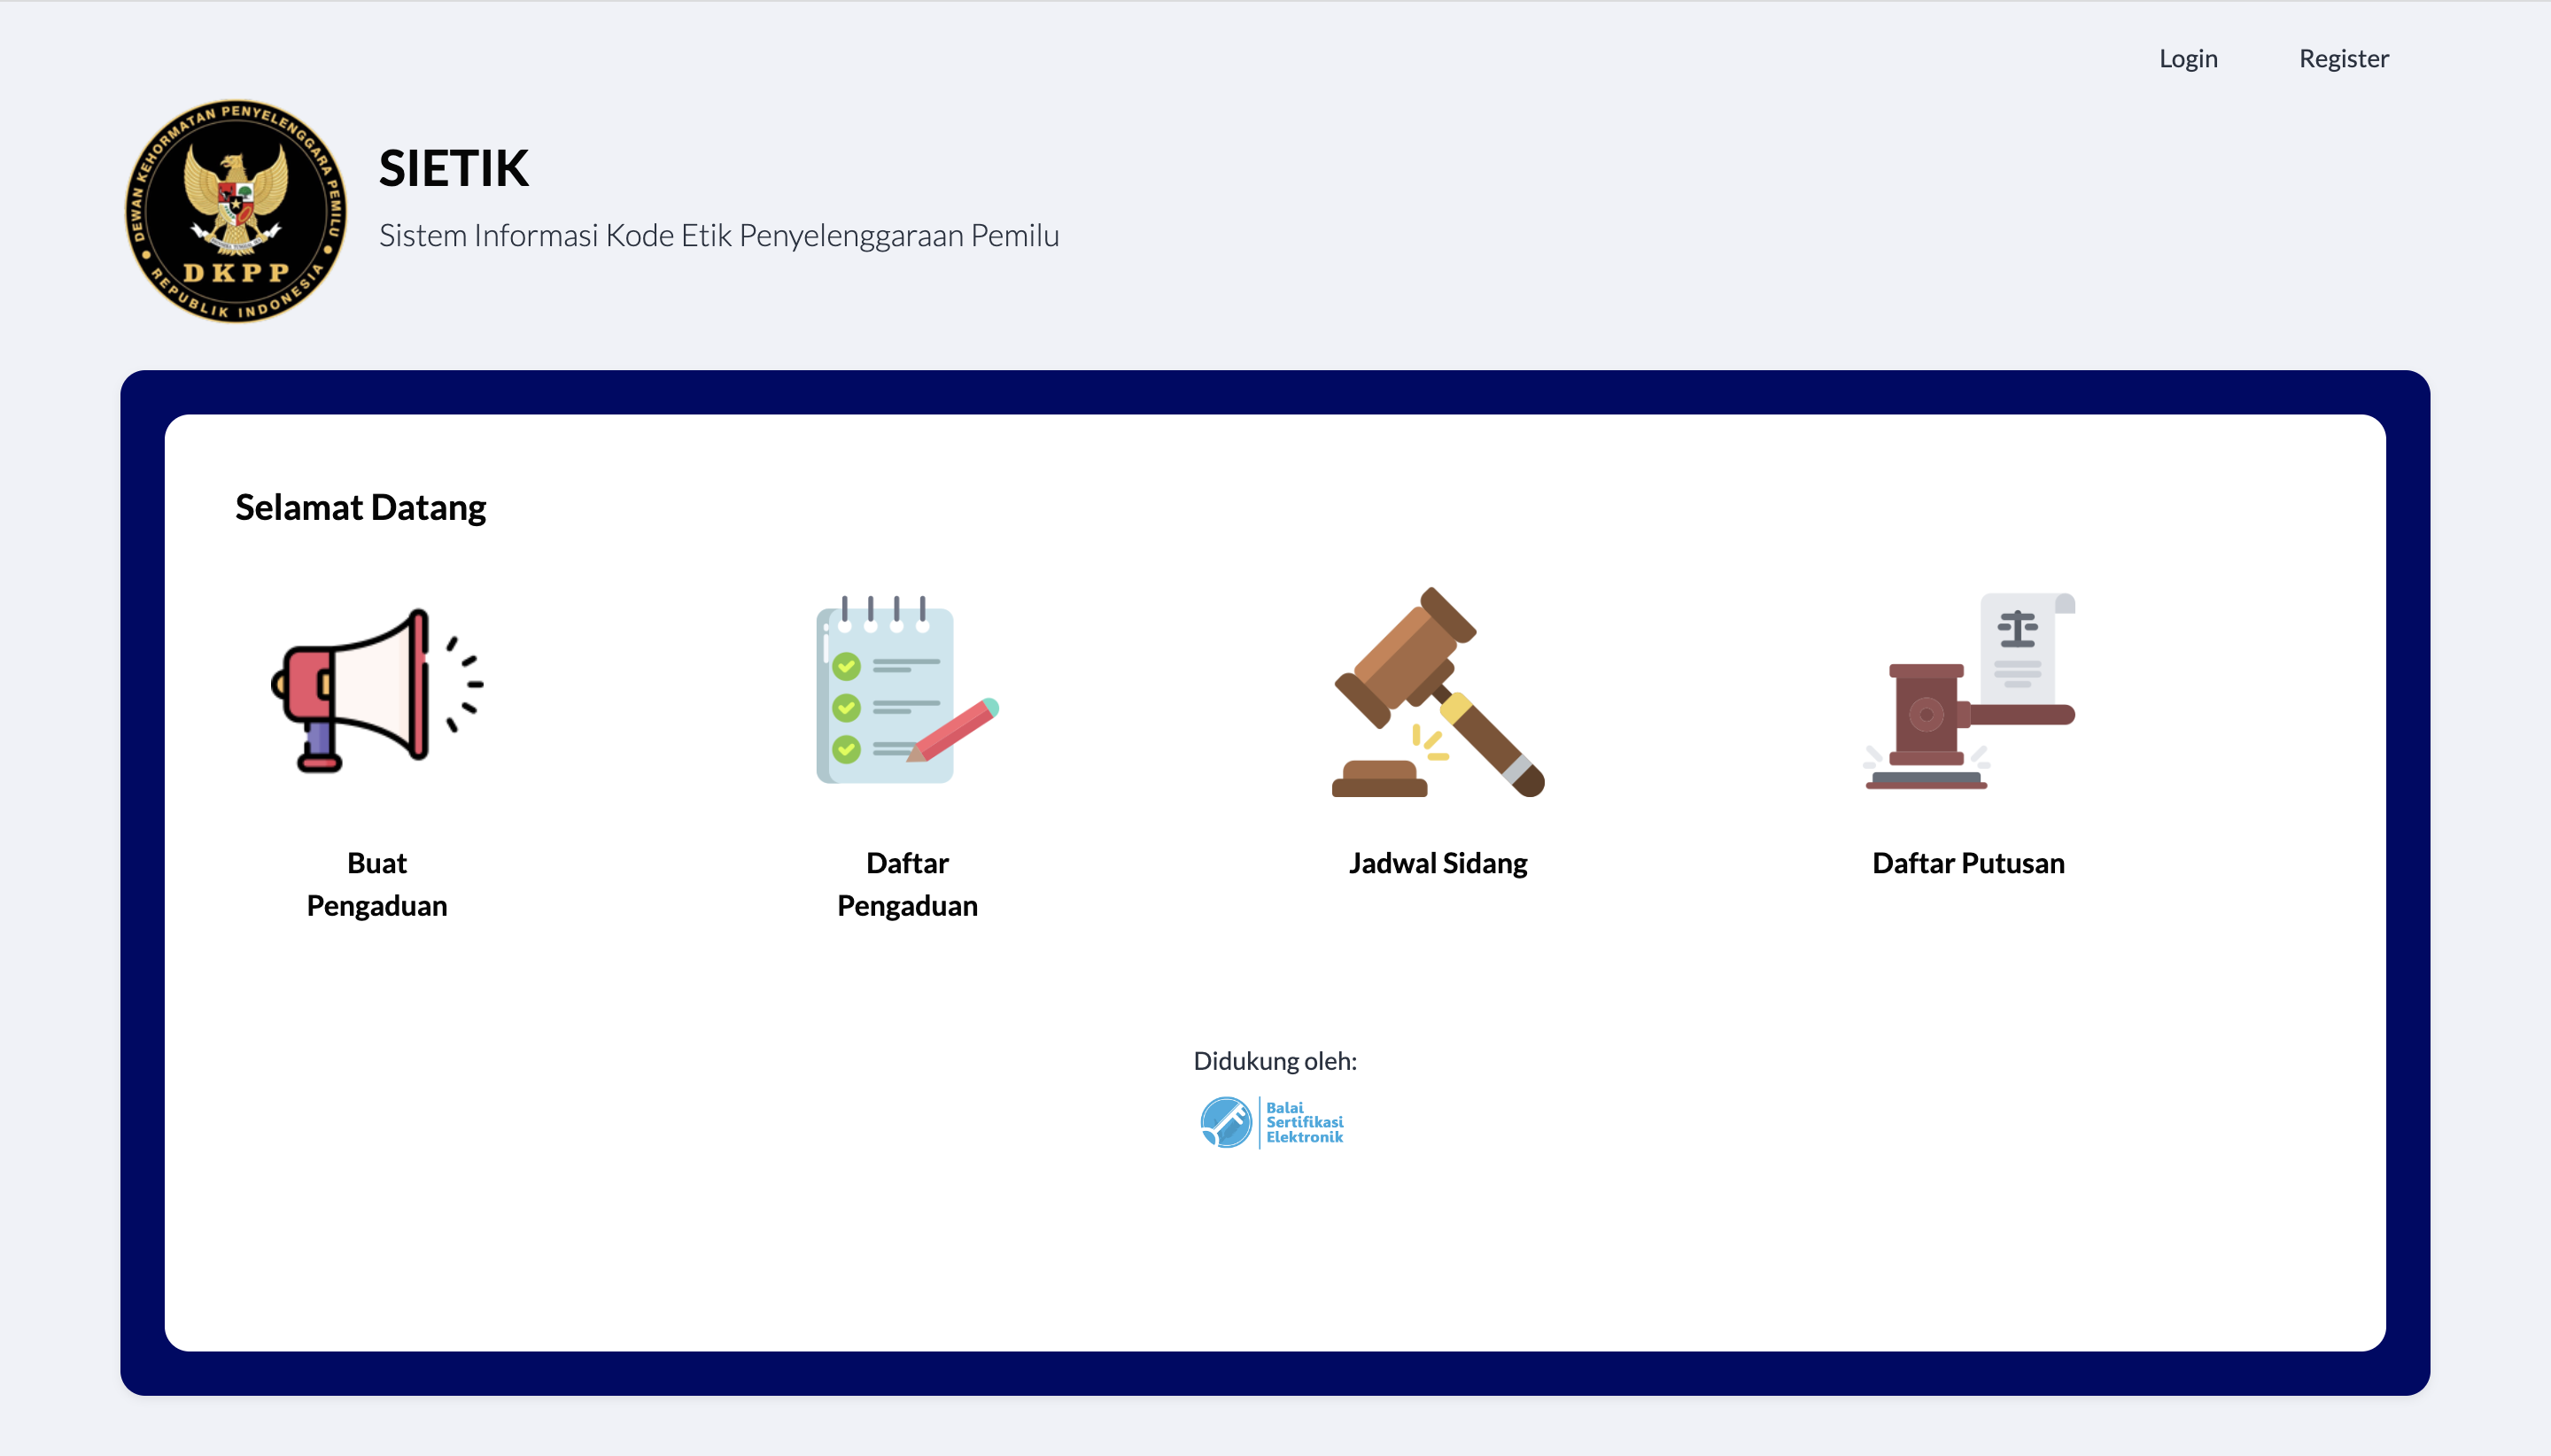 Login Register
DEWAN KEHORMATAN PENYELENGGARA PEMILU
DKPP
REPUBLIK INDONESIA
SIETIK
Sistem Informasi Kode Etik Penyelenggaraan Pemilu
Selamat Datang
Buat
Pengaduan
Daftar
Pengaduan
Jadwal Sidang
Daftar Putusan
Didukung oleh:
Balai
Sertifikasi
Elektronik